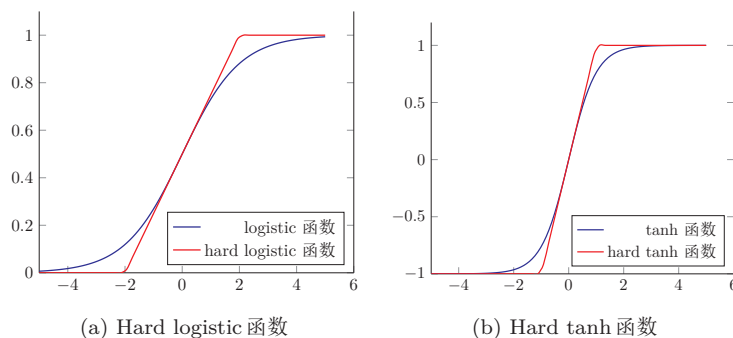 1
0.8
0.6
0.4
0.2
0
−4 −2 0 2 4 6
logistic 函数
hard logistic 函数
(a) Hard logistic 函数
1
0.5
0
−0.5
−1
−4 −2 0 2 4 6
tanh 函数
hard tanh 函数
(b) Hard tanh 函数